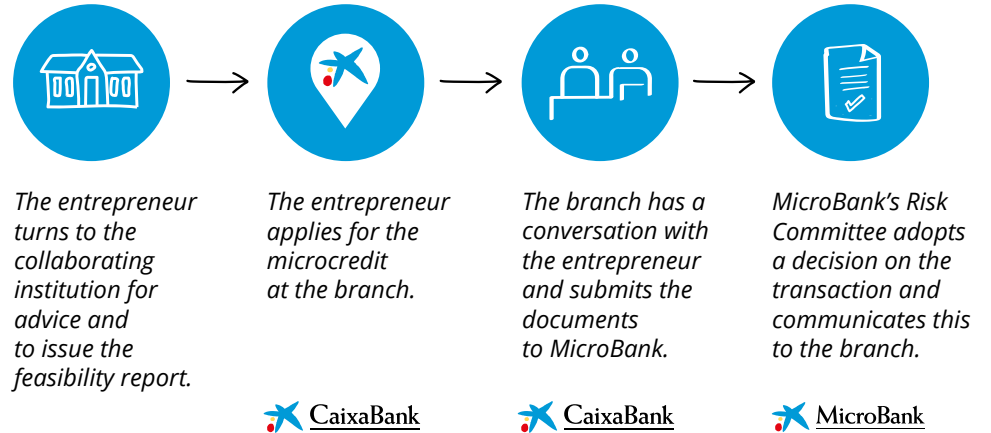 The entrepreneur
turns to the
collaborating
institution for
advice and
to issue the
feasibility report.
The entrepreneur
applies for the
microcredit
at the branch.
CaixaBank
The branch has a
conversation with
the entrepreneur
and submits the
documents
to MicroBank.
CaixaBank
MicroBank’s Risk
Committee adopts
a decision on the
transaction and
communicates this
to the branch.
MicroBank